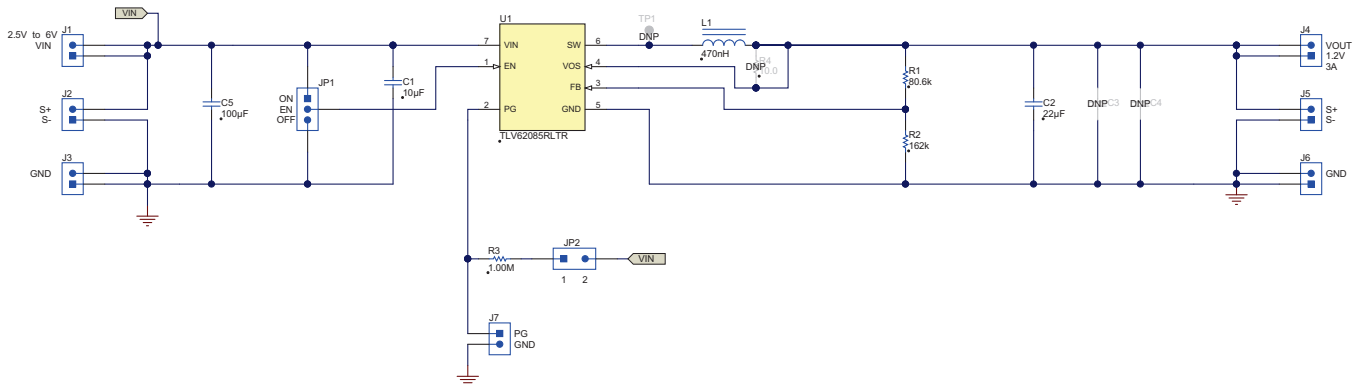 VIN
2.5V to 6V
VIN
J1
J2
S+
S-
J3
GND
C5
100µF
JP1
ON
EN
OFF
C1
10µF
U1
7
VIN
1
EN
2
PG
SW
6
VOS
4
FB
3
GND
5
TLV62085RLTR
TP1
DNP
L1
470nH
DNP
R1
80.6k
R2
162k
C2
22µF
DNP
C3
DNP
C4
J4
VOUT
1.2V
3A
J5
S+
S-
J6
GND
R3
1.00M
JP2
1
2
VIN
J7
PG
GND